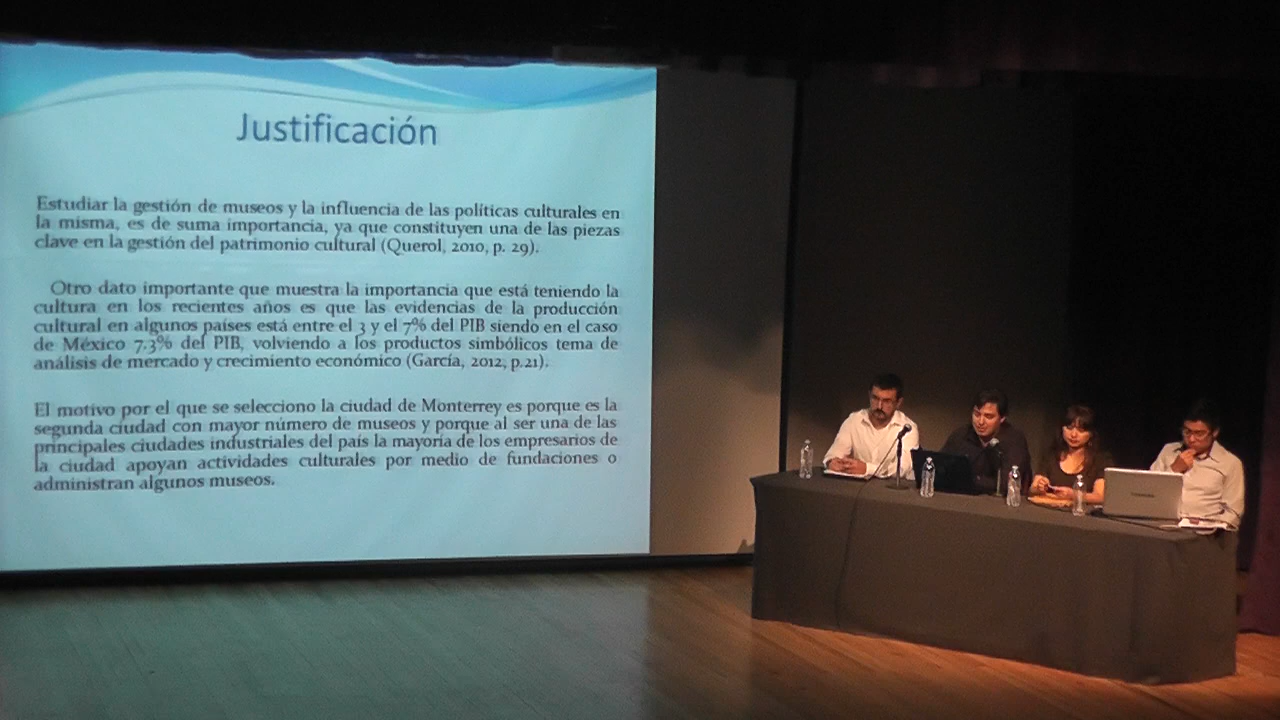 Justificación
Estudiar la gestión de museos y la influencia de las políticas culturales en
la misma, es de suma importancia, ya que constituyen una de las piezas
clave en la gestión del patrimonio cultural (Querol, 2010, p. 29).
Otro dato importante que muestra la importancia que está teniendo la
cultura en los recientes años es que las evidencias de la producción
cultural en algunos países está entre el 3 y el 7% del PIB siendo en el caso
de México 7.3% del PIB, volviendo a los productos simbólicos tema de
análisis de mercado y crecimiento económico (García, 2012, p.21).
El motivo por el que se selecciono la ciudad de Monterrey es porque es la
segunda ciudad con mayor número de museos y porque al ser una de las
principales ciudades industriales del país la mayoría de los empresarios de
la ciudad apoyan actividades culturales por medio de fundaciones o
administran algunos museos.
TOSHIBA